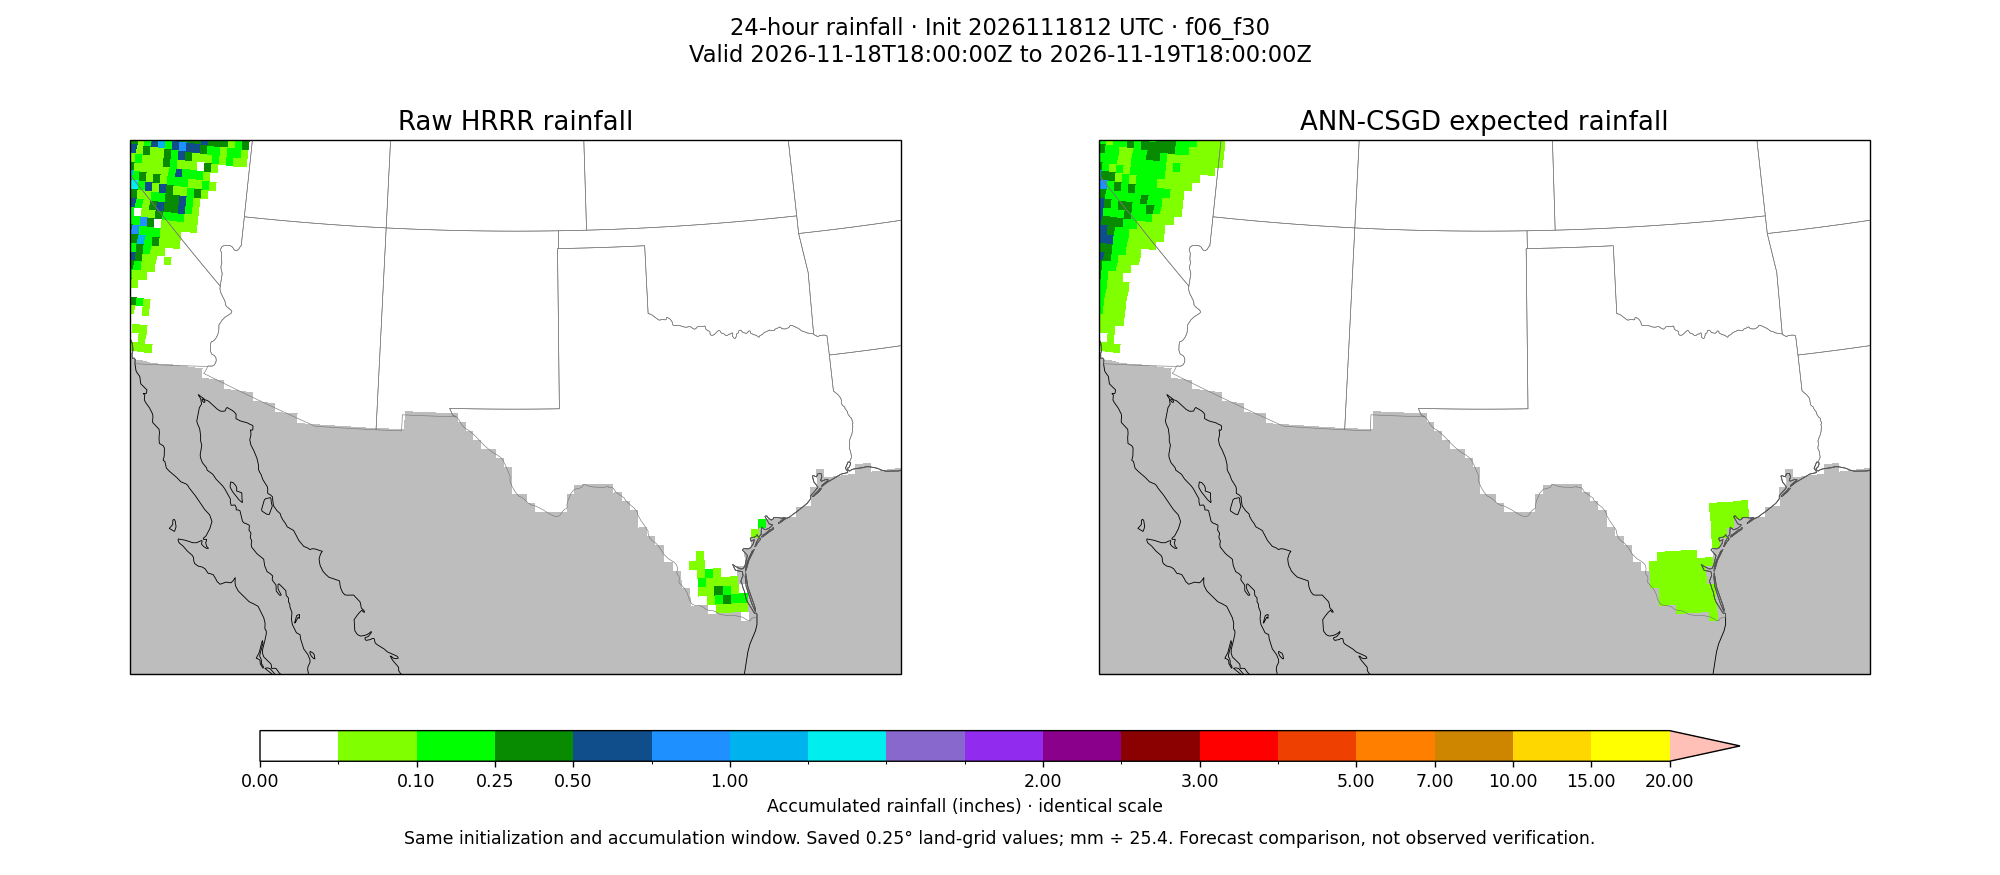 24-hour rainfall · Init 2026111812 UTC · f06_f30
Valid 2026-11-18T18:00:00Z to 2026-11-19T18:00:00Z
Raw HRRR rainfall
ANN-CSGD expected rainfall
0.00 0.10 0.25 0.50 1.00 2.00 3.00 5.00 7.00 10.00 15.00 20.00
Accumulated rainfall (inches) · identical scale
Same initialization and accumulation window. Saved 0.25° land-grid values; mm ÷ 25.4. Forecast comparison, not observed verification.